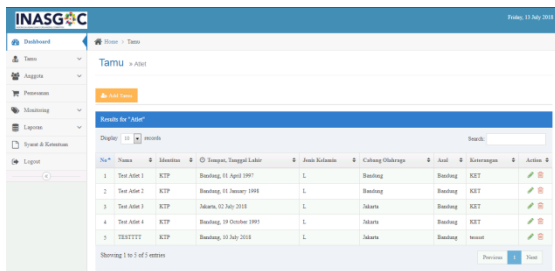 INASGOC
Friday, 13 July 2018
Dashboard
Home > Tamu
Tamu
Tamu » Atlet
Anggota
Add Tamu
Pemesanan
Monitoring
Results for "Atlet"
Laporan
Display 10 records
Search:
Syarat & Ketentuan
Logout
No Nama Identitas Tempat, Tanggal Lahir Jenis Kelamin Cabang Olahraga Asal Keterangan Action
1 Test Atlet 1 KTP Bandung, 01 April 1997 L Bandung Bandung KET
2 Test Atlet 2 KTP Bandung, 01 January 1998 L Bandung Bandung KET
3 Test Atlet 3 KTP Jakarta, 02 July 2018 L Jakarta Bandung KET
4 Test Atlet 4 KTP Bandung, 19 October 1995 L Jakarta Bandung KET
5 TESTTTT KTP Bandung, 10 July 2018 L Jakarta Bandung
Showing 1 to 5 of 5 entries
Previous 1 Next